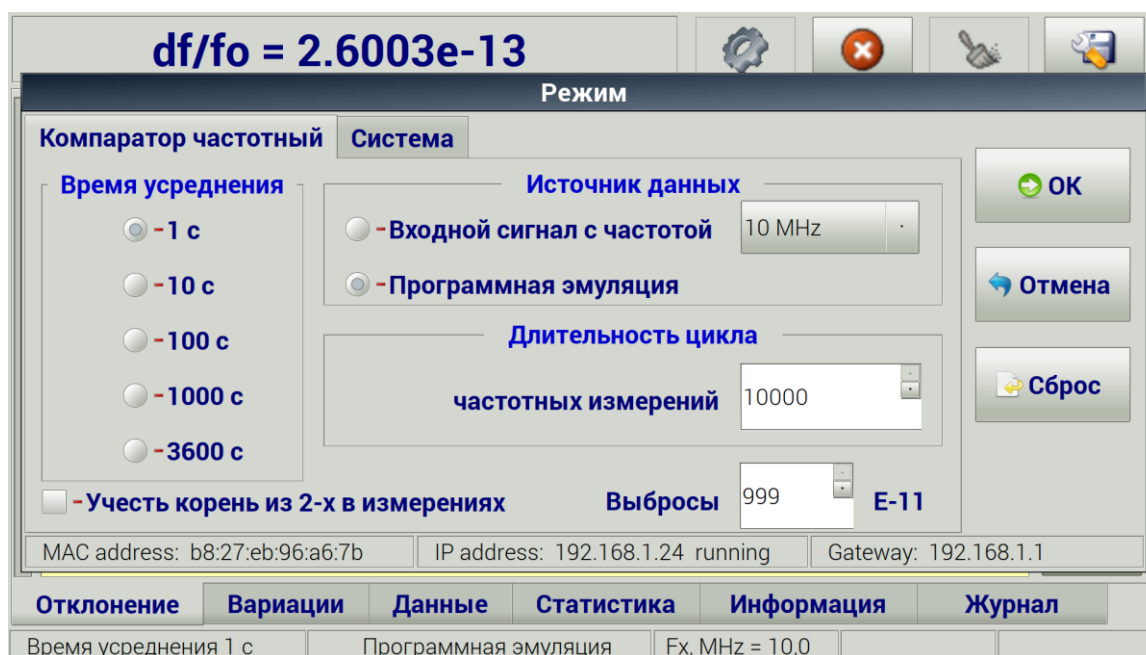 df/fo = 2.6003e-13
Режим
Компаратор частотный Система
Время усреднения
-1 с
-10 с
-100 с
-1000 с
-3600 с
Источник данных
-Входной сигнал с частотой 10 MHz
-Программная эмуляция
Длительность цикла
частотных измерений 10000
-Учесть корень из 2-х в измерениях
Выбросы 999 E-11
ОК
Отмена
Сброс
MAC address: b8:27:eb:96:a6:7b IP address: 192.168.1.24 running Gateway: 192.168.1.1
Отклонение Вариации Данные Статистика Информация Журнал
Время усреднения 1 с Программная эмуляция Fx, MHz = 10,0